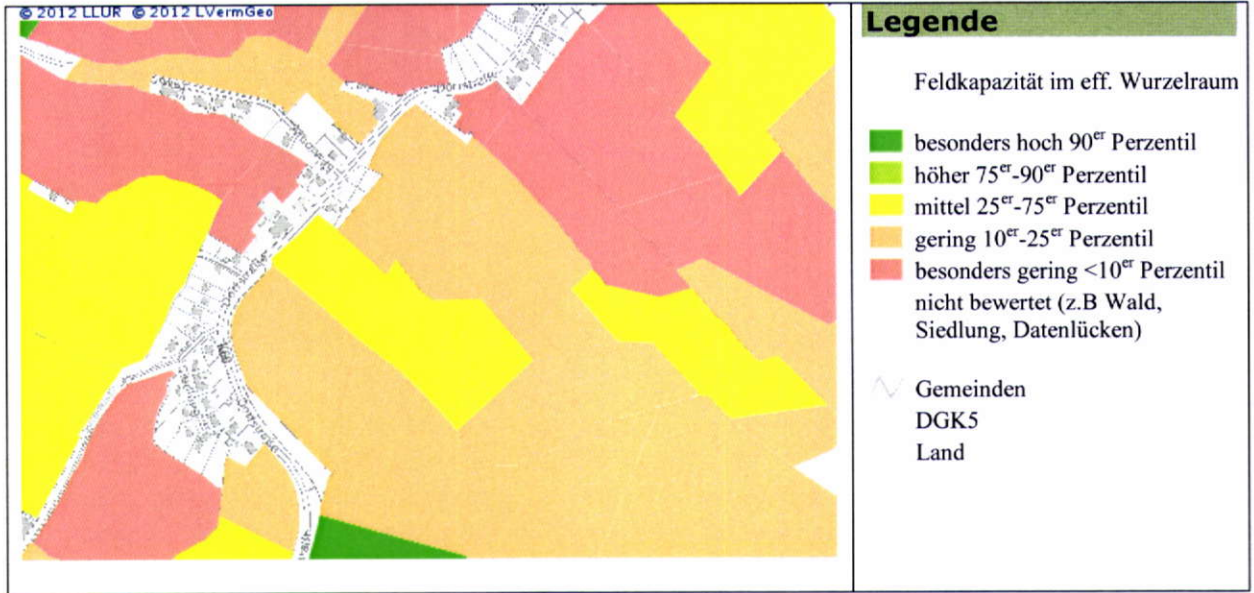 © 2012 LLUR © 2012 LVermGeo
Legende
Feldkapazität im eff. Wurzelraum
besonders hoch 90er Perzentil
höher 75er-90er Perzentil
mittel 25er-75er Perzentil
gering 10er-25er Perzentil
besonders gering <10er Perzentil
nicht bewertet (z.B Wald,
Siedlung, Datenlücken)
Gemeinden
DGK5
Land